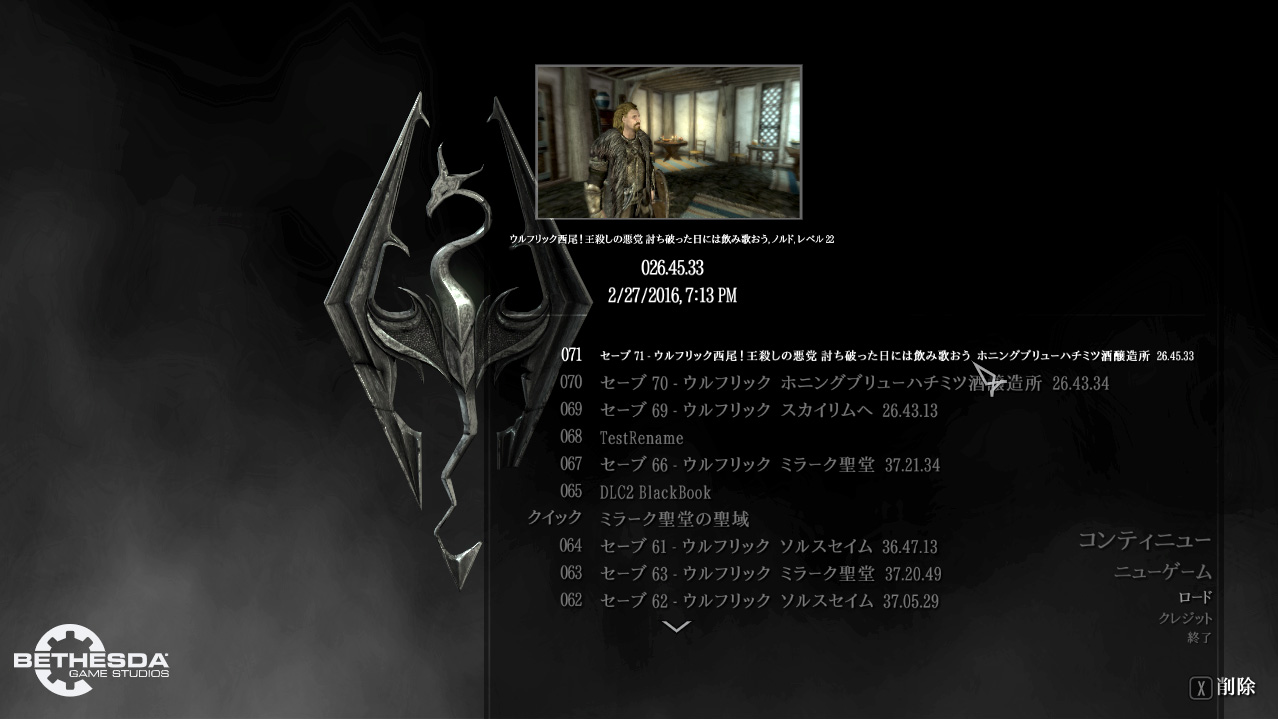 ウルフリック西尾！王殺しの悪党 討ち破った日には飲み歌おう, ノルド, レベル 22
026.45.33
2/27/2016, 7:13 PM
071 セーブ 71 - ウルフリック西尾！王殺しの悪党 討ち破った日には飲み歌おう ホニングブリューハチミツ酒醸造所 26.45.33
070 セーブ 70 - ウルフリック ホニングブリューハチミツ酒醸造所 26.43.34
069 セーブ 69 - ウルフリック スカイリムへ 26.43.13
068 TestRename
067 セーブ 66 - ウルフリック ミラーク聖堂 37.21.34
065 DLC2 BlackBook
クイック ミラーク聖堂の聖域
064 セーブ 61 - ウルフリック ソルスセイム 36.47.13
063 セーブ 63 - ウルフリック ミラーク聖堂 37.20.49
062 セーブ 62 - ウルフリック ソルスセイム 37.05.29
コンティニュー
ニューゲーム
ロード
クレジット
終了
BETHESDA
GAME STUDIOS
X 削除